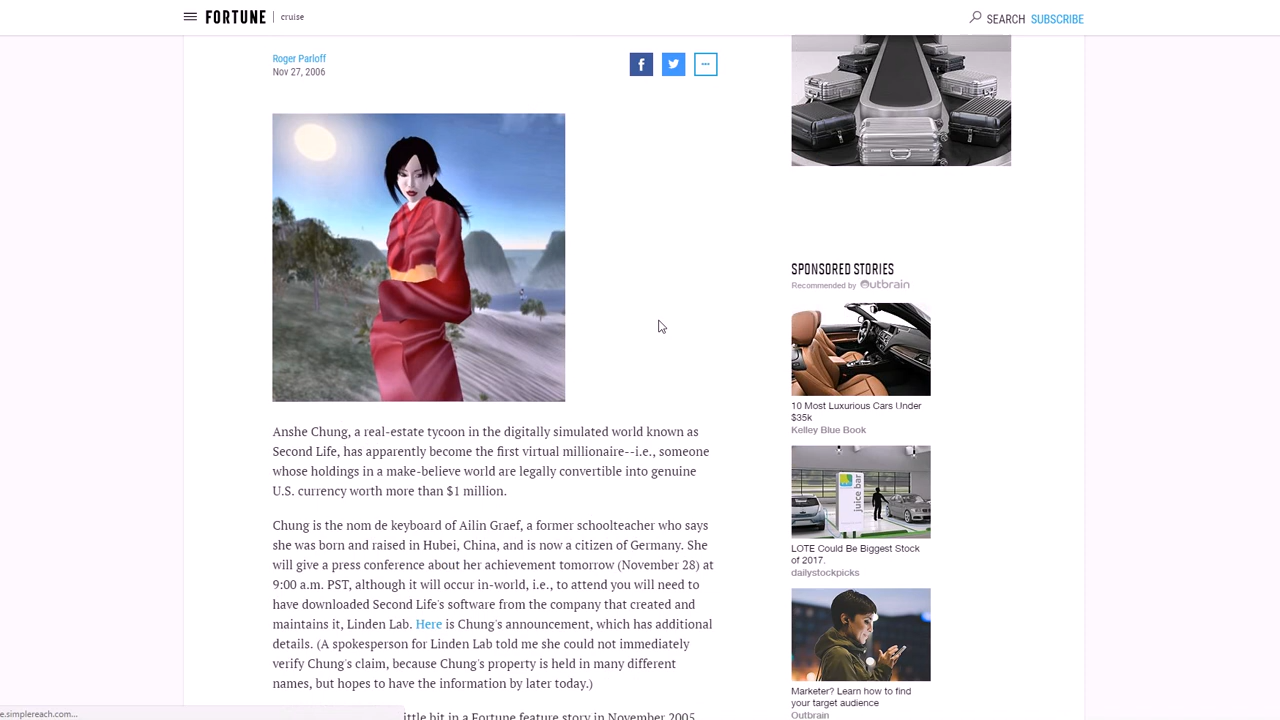 FORTUNE | cruise
SEARCH SUBSCRIBE
Roger Parloff
Nov 27, 2006
Anshe Chung, a real-estate tycoon in the digitally simulated world known as
Second Life, has apparently become the first virtual millionaire--i.e., someone
whose holdings in a make-believe world are legally convertible into genuine
U.S. currency worth more than $1 million.
Chung is the nom de keyboard of Ailin Graef, a former schoolteacher who says
she was born and raised in Hubei, China, and is now a citizen of Germany. She
will give a press conference about her achievement tomorrow (November 28) at
9:00 a.m. PST, although it will occur in-world, i.e., to attend you will need to
have downloaded Second Life's software from the company that created and
maintains it, Linden Lab. Here is Chung's announcement, which has additional
details. (A spokesperson for Linden Lab told me she could not immediately
verify Chung's claim, because Chung's property is held in many different
names, but hopes to have the information by later today.)
ittle bit in a Fortune feature story in November 2005
SPONSORED STORIES
Recommended by Outbrain
10 Most Luxurious Cars Under
$35k
Kelley Blue Book
juice bar
LOTE Could Be Biggest Stock
of 2017.
dailystockpicks
Marketer? Learn how to find
your target audience
Outbrain
e.simplereach.com...